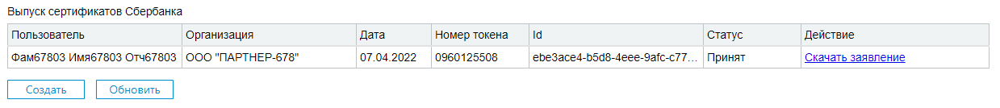 Выпуск сертификатов Сбербанка
Пользователь Организация Дата Номер токена Id Статус Действие
Фам67803 Имя67803 Отч67803 ООО "ПАРТНЕР-678" 07.04.2022 0960125508 ebe3ace4-b5d8-4eee-9afc-c77... Принят Скачать заявление
Создать Обновить